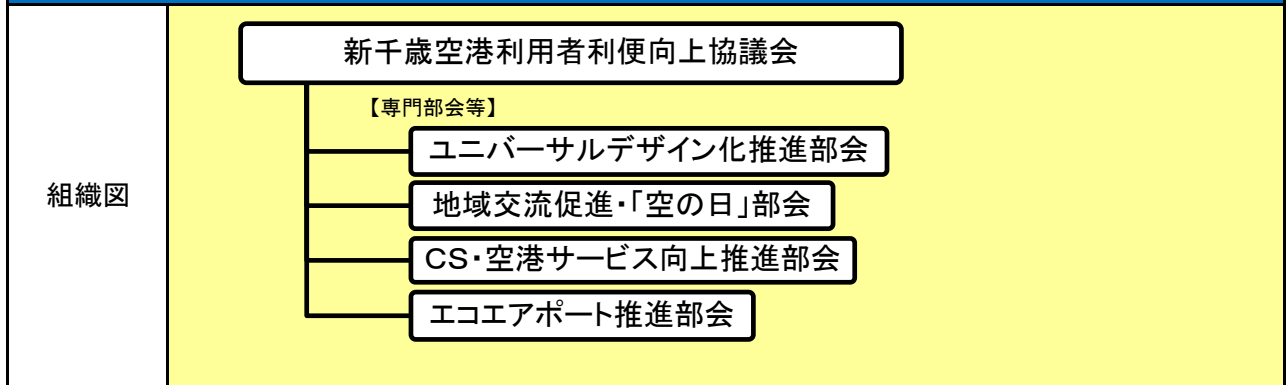 組織図
新千歳空港利用者利便向上協議会
【専門部会等】
ユニバーサルデザイン化推進部会
地域交流促進・「空の日」部会
CS・空港サービス向上推進部会
エコエアポート推進部会